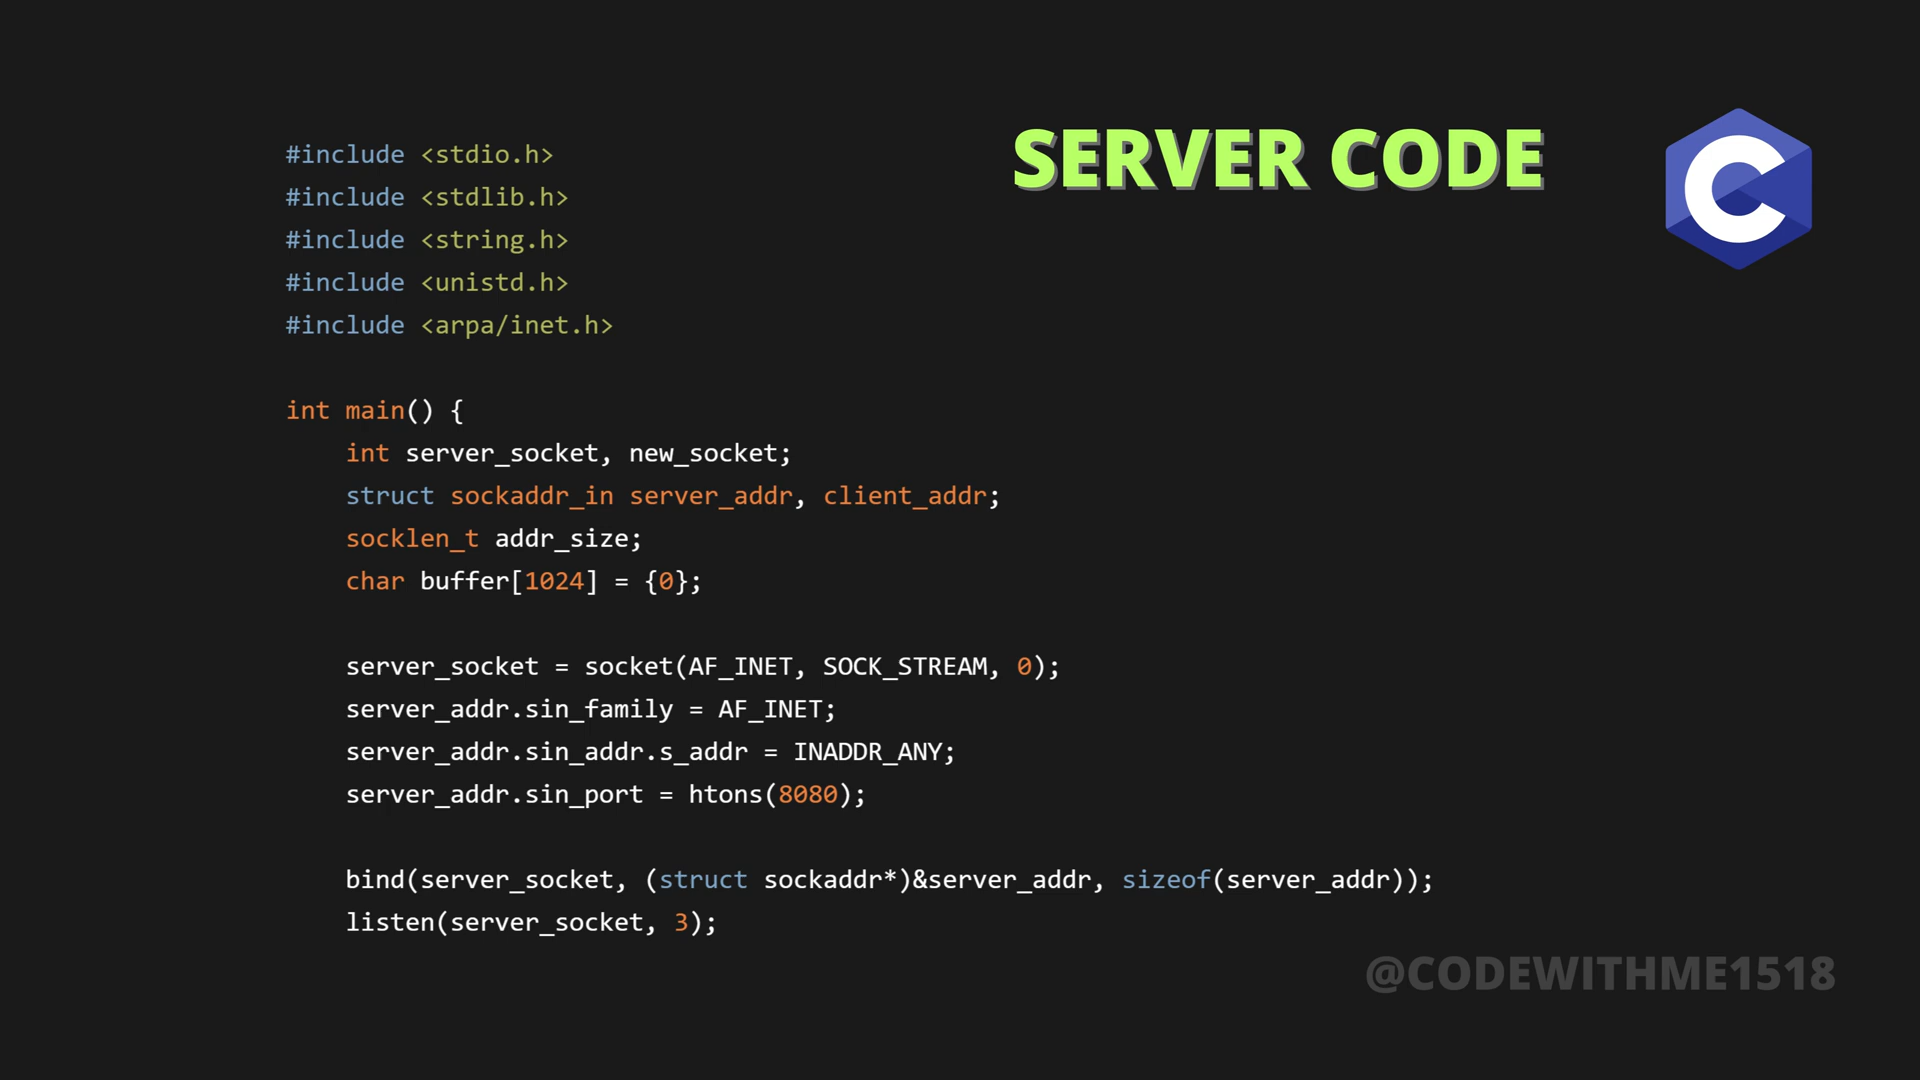 SERVER CODE
#include <stdio.h>
#include <stdlib.h>
#include <string.h>
#include <unistd.h>
#include <arpa/inet.h>
int main() {
int server_socket, new_socket;
struct sockaddr_in server_addr, client_addr;
socklen_t addr_size;
char buffer[1024] = {0};
server_socket = socket(AF_INET, SOCK_STREAM, 0);
server_addr.sin_family = AF_INET;
server_addr.sin_addr.s_addr = INADDR_ANY;
server_addr.sin_port = htons(8080);
bind(server_socket, (struct sockaddr*)&server_addr, sizeof(server_addr));
listen(server_socket, 3);
@CODEWITHME1518
C